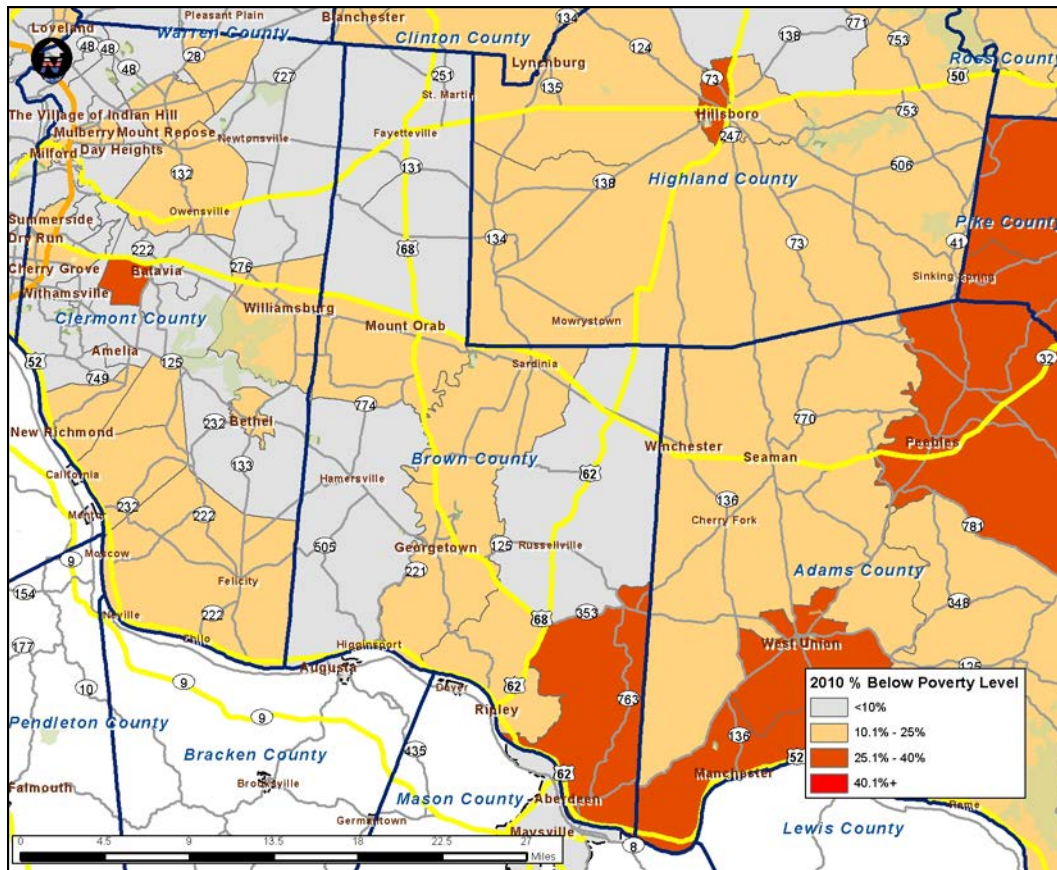 Pleasant Plain
Blanchester
134
771
Loveland
Warren County
Clinton County
138
753
48
48
28
124
Ross County
48
727
251
Lynchburg
73
50
135
St. Martin
The Village of Indian Hill
Hillsboro
753
Mulberry Mount Repose
Newtonsville
Fayetteville
247
Milford
Day Heights
132
131
138
Highland County
506
Owensville
Summerside
Pike County
Dry Run
222
68
134
73
41
Cherry Grove
Batavia
276
Sinking Spring
Withamsville
Williamsburg
Clermont County
Mount Orab
Mowrystown
52
Amelia
125
Sardinia
32
749
774
770
New Richmond
232
Bethel
Winchester
Seaman
Peebles
133
Brown County
62
California
Hamersville
136
232
222
Cherry Fork
781
Mentor
505
Georgetown
125
Russellville
9
Moscow
221
Adams County
154
Felicity
348
Neville
222
68
353
Chilo
177
Higginsport
West Union
125
Augusta
10
9
62
Dover
763
2010 % Below Poverty Level
Ripley
<10%
Pendleton County
9
10.1% - 25%
435
136
25.1% - 40%
Bracken County
52
Manchester
40.1%+
Falmouth
Brooksville
62
Mason County
Aberdeen
Rome
Germantown
Lewis County
Maysville
8
0 4.5 9 13.5 18 22.5 27
Miles